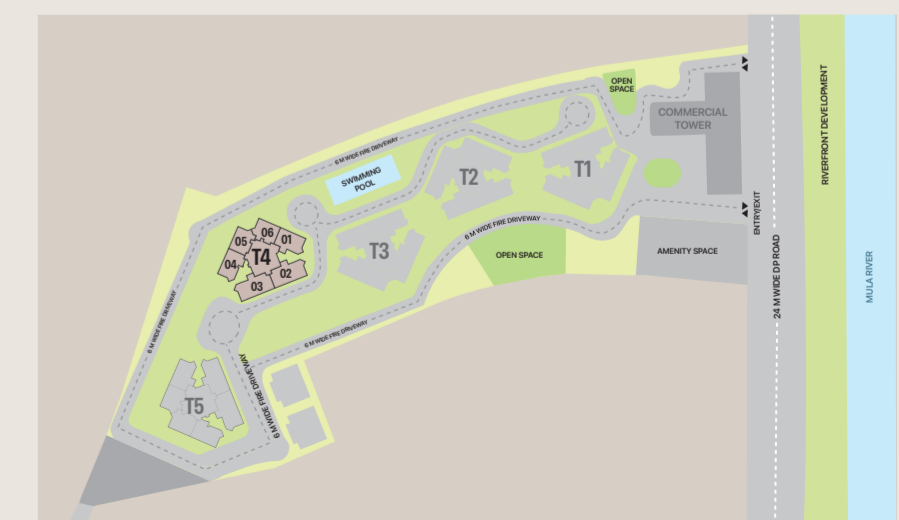 OPEN
SPACE
COMMERCIAL
TOWER
6 M WIDE FIRE DRIVEWAY
SWIMMING
POOL
T2
T1
RIVERFRONT DEVELOPMENT
ENTRY/EXIT
6 M WIDE FIRE DRIVEWAY
05
06
01
T4
04
02
03
T3
OPEN SPACE
AMENITY SPACE
24 M WIDE DP ROAD
MULA RIVER
6 M WIDE FIRE DRIVEWAY
6 M WIDE FIRE DRIVEWAY
6 M WIDE FIRE DRIVEWAY
T5